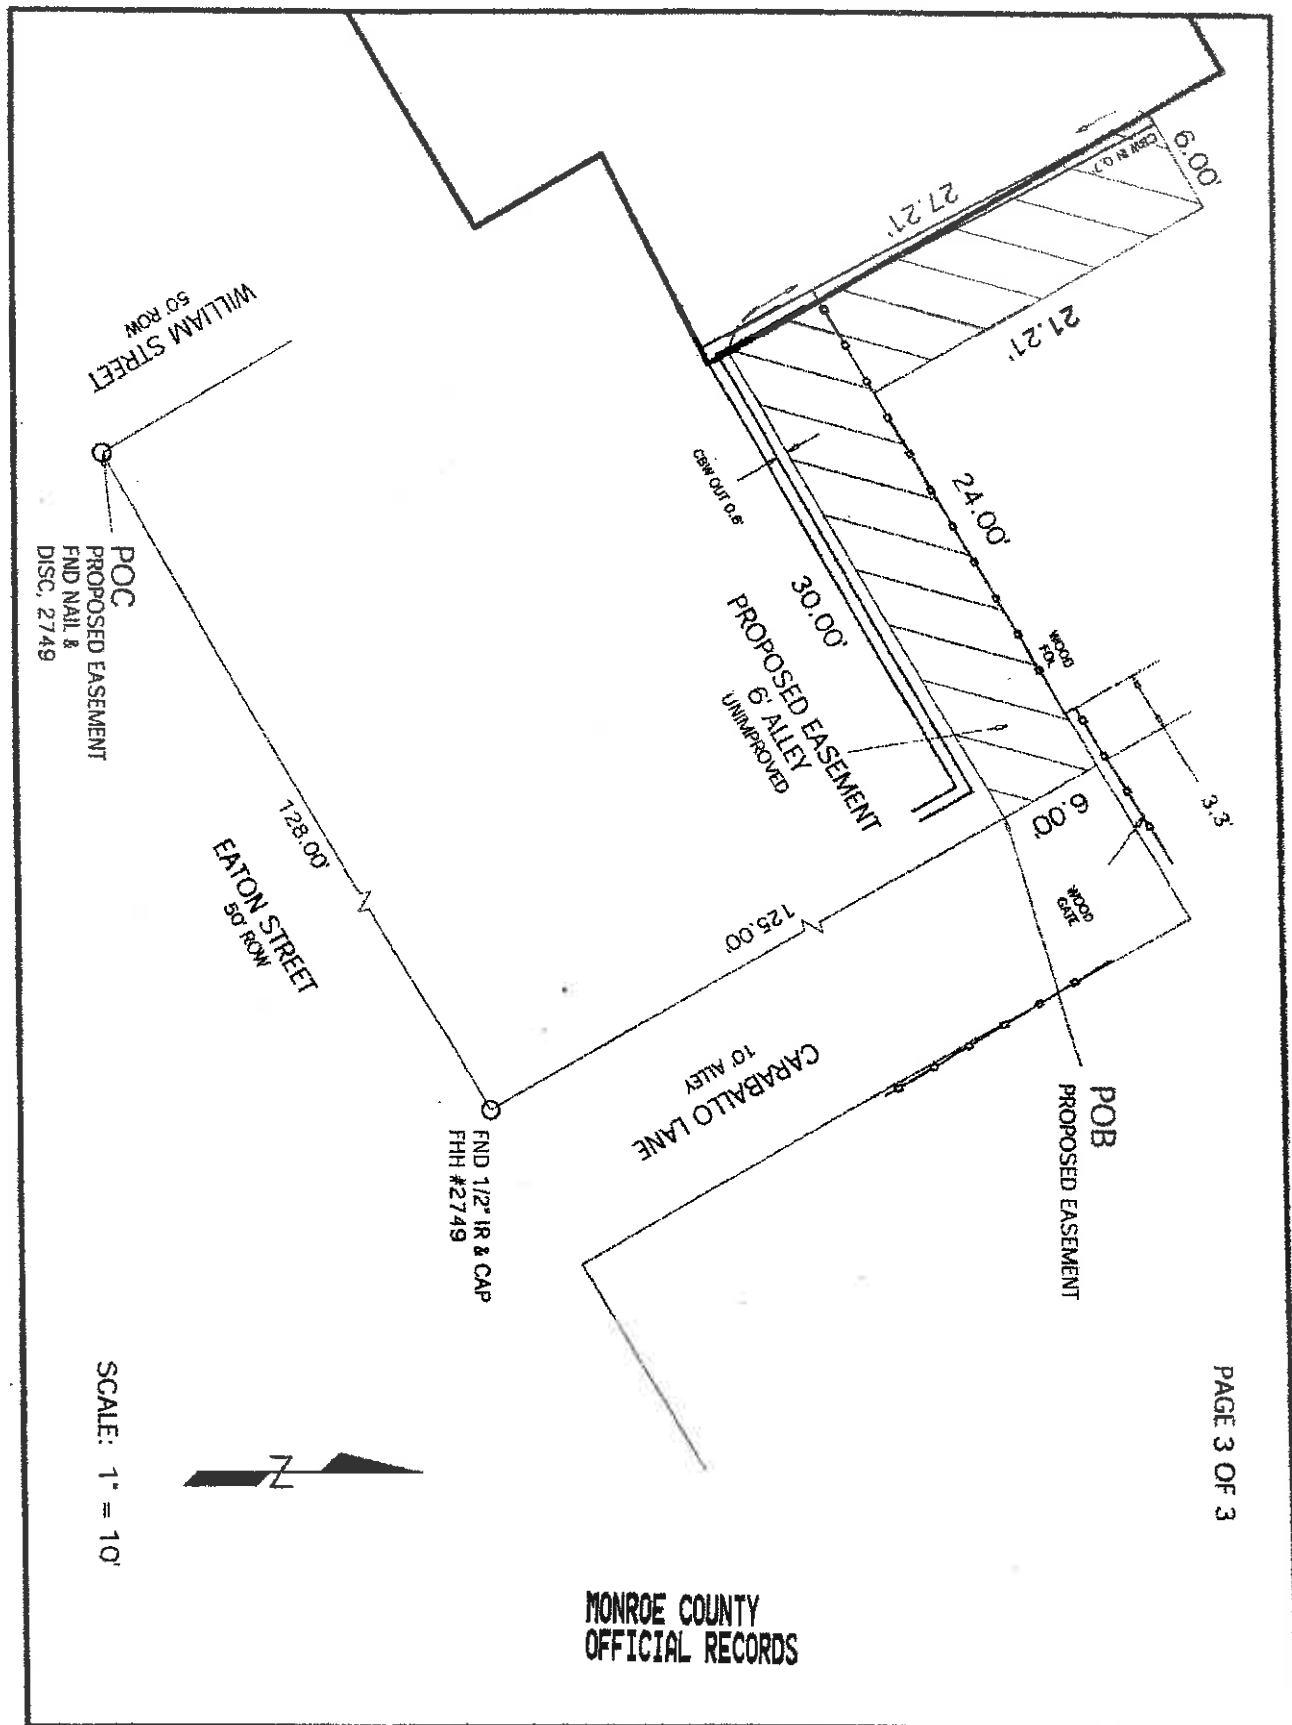 PAGE 3 OF 3
6.00'
CBW IN 0.7'
27.21'
21.21'
24.00'
WOOD
FDL
3.3'
WILLIAM STREET
50' ROW
CBW OUT 0.6'
30.00'
PROPOSED EASEMENT
6' ALLEY
UNIMPROVED
6.00'
WOOD
GATE
POC
PROPOSED EASEMENT
FND NAIL &
DISC, 2749
128.00'
EATON STREET
50' ROW
125.00'
CARABALLO LANE
10' ALLEY
POB
PROPOSED EASEMENT
FND 1/2" IR & CAP
FHH #2749
SCALE: 1" = 10'
N
MONROE COUNTY
OFFICIAL RECORDS